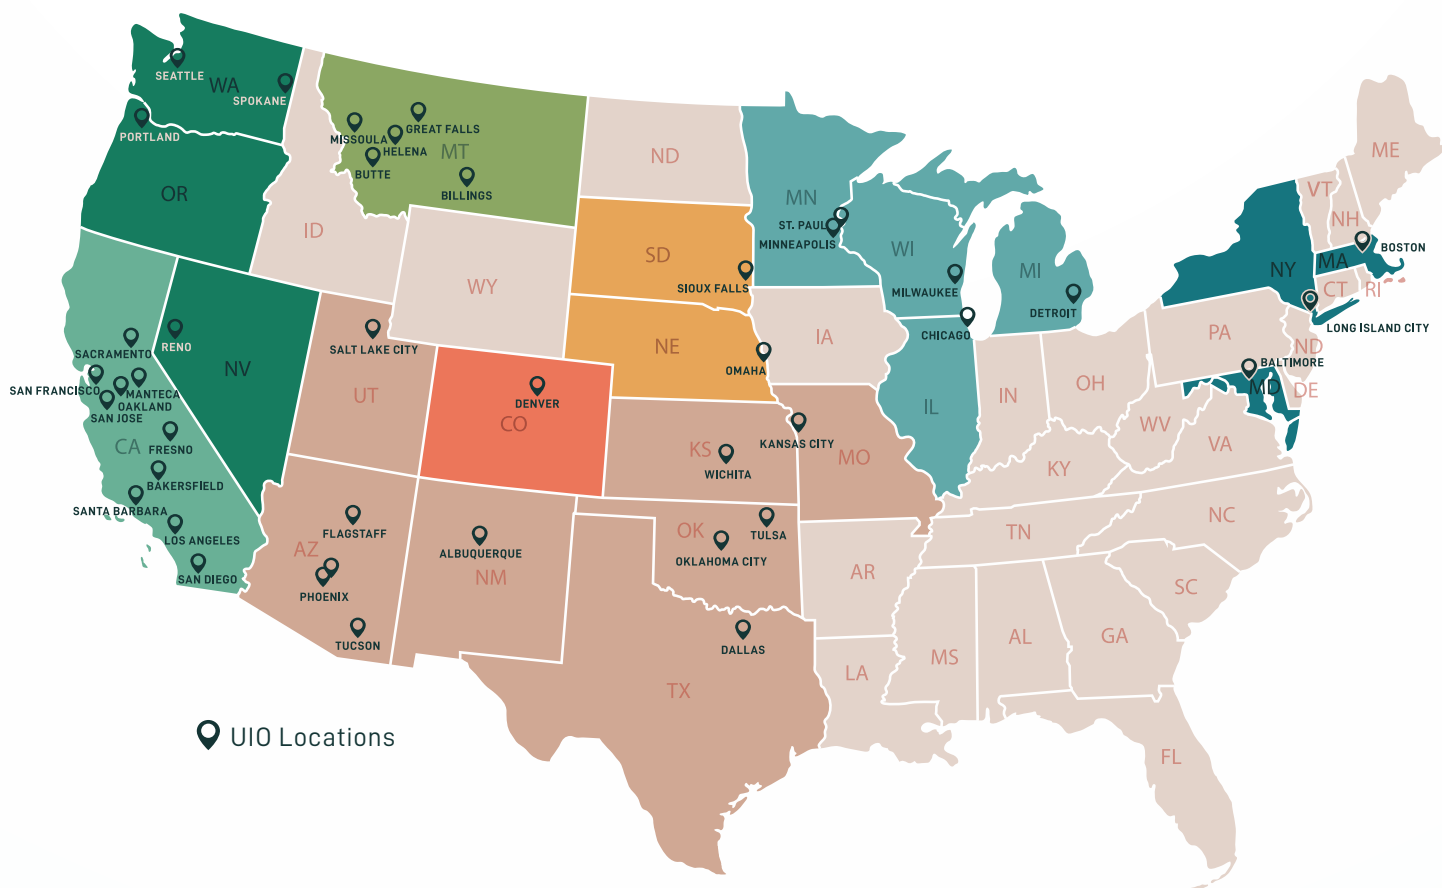 SEATTLE
WA
SPOKANE
PORTLAND
OR
MISSOULA
GREAT FALLS
HELENA
MT
BUTTE
BILLINGS
ID
WY
ND
SD
SIOUX FALLS
NE
OMAHA
MN
ST. PAUL
MINNEAPOLIS
WI
MILWAUKEE
MI
DETROIT
CHICAGO
IA
IL
IN
OH
PA
NY
VT
NH
ME
MA
BOSTON
CT
RI
LONG ISLAND CITY
ND
BALTIMORE
MD
DE
WV
VA
KY
NC
TN
SC
GA
AL
MS
AR
LA
FL
SACRAMENTO
RENO
NV
SAN FRANCISCO
MANTECA
OAKLAND
SAN JOSE
CA
FRESNO
BAKERSFIELD
SANTA BARBARA
LOS ANGELES
SAN DIEGO
SALT LAKE CITY
UT
DENVER
CO
KS
WICHITA
KANSAS CITY
MO
FLAGSTAFF
AZ
PHOENIX
TUCSON
ALBUQUERQUE
NM
OK
TULSA
OKLAHOMA CITY
DALLAS
TX
UIO Locations